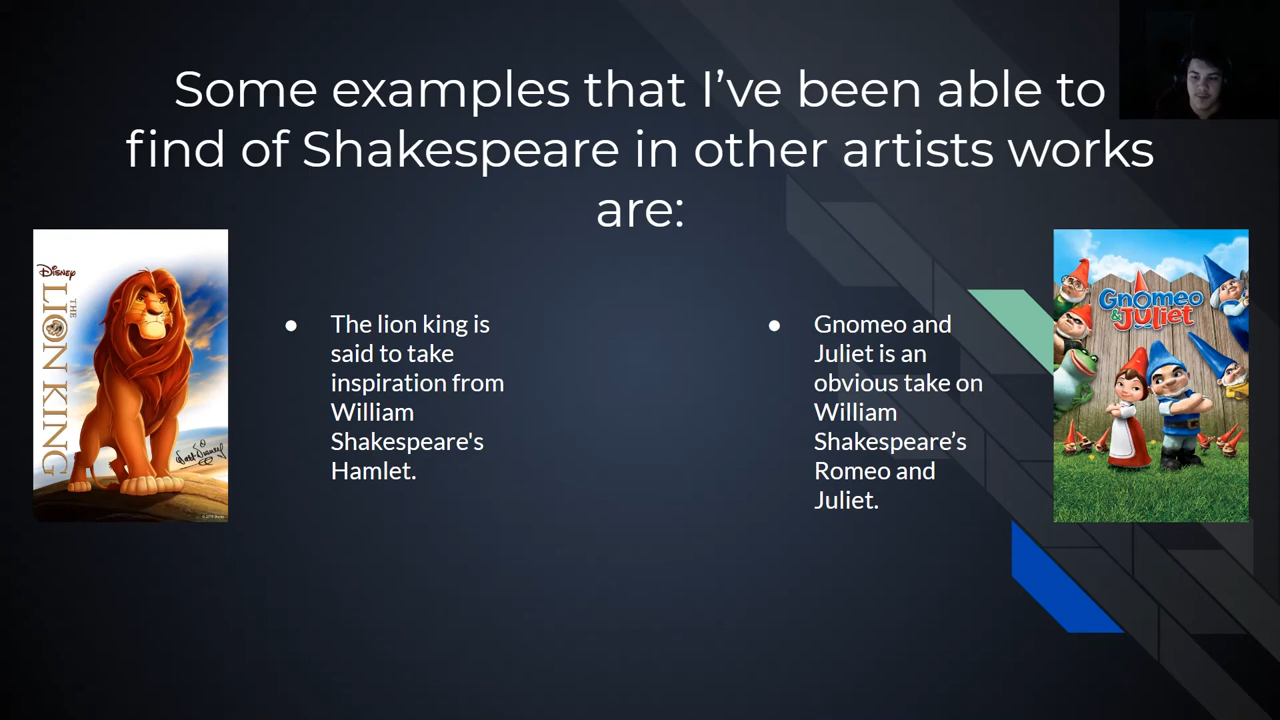 Some examples that I've been able to
find of Shakespeare in other artists works
are:
Disney
THE
LION KING
Walt Disney
● The lion king is
said to take
inspiration from
William
Shakespeare's
Hamlet.
● Gnomeo and
Juliet is an
obvious take on
William
Shakespeare’s
Romeo and
Juliet.
Gnomeo
& Juliet